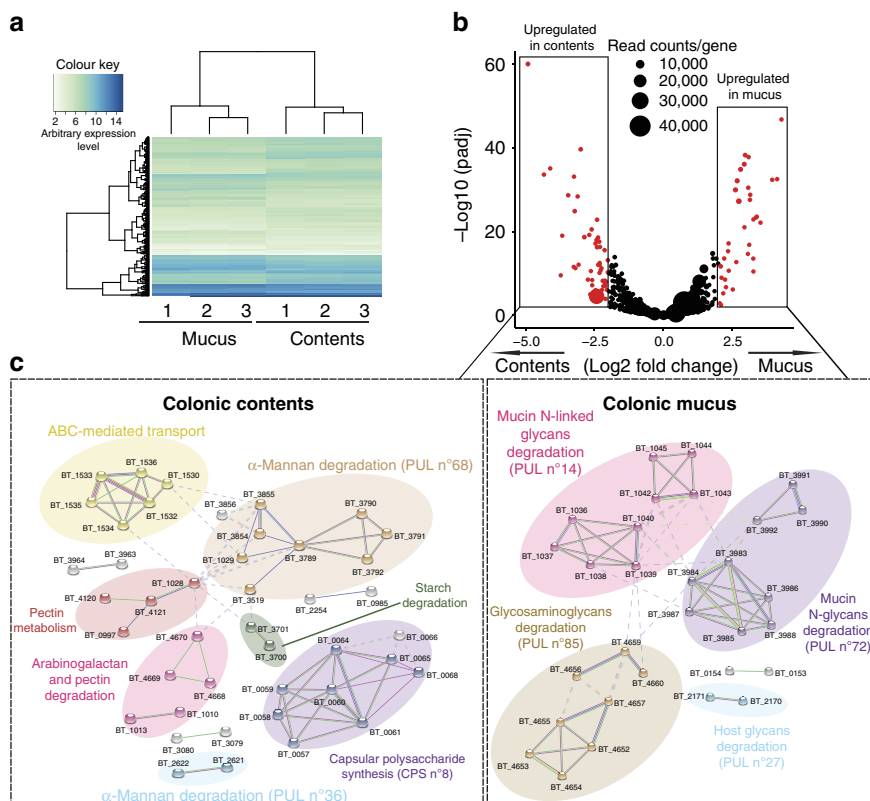 a
Colour key
2 6 10 14
Arbitrary expression
level
1 2 3 1 2 3
Mucus Contents
b
Upregulated
in contents
Read counts/gene
10,000
20,000
30,000
40,000
Upregulated
in mucus
−Log10 (padj)
60
40
20
0
−5.0 −2.5 0.0 2.5
Contents (Log2 fold change) Mucus
c
Colonic contents
ABC-mediated transport
BT_1536
BT_1533
BT_1530
BT_1535
BT_1532
BT_1534
α-Mannan degradation (PUL n°68)
BT_3855
BT_3856
BT_3790
BT_3854
BT_3791
BT_1029
BT_3789
BT_3792
BT_3519
BT_3963
BT_3964
BT_1028
BT_4120
BT_4121
BT_0997
Pectin
metabolism
BT_2254
BT_0985
Starch
degradation
BT_3701
BT_3700
BT_4670
BT_4669
BT_4668
BT_1010
BT_1013
Arabinogalactan
and pectin
degradation
BT_0064
BT_0066
BT_0065
BT_0068
BT_0059
BT_0060
BT_0058
BT_0061
BT_0057
Capsular polysaccharide
synthesis (CPS n°8)
BT_3079
BT_3080
BT_2622
BT_2621
α-Mannan degradation (PUL n°36)
Colonic mucus
Mucin N-linked
glycans
degradation
(PUL n°14)
BT_1045
BT_1044
BT_1042
BT_1043
BT_1036
BT_1040
BT_1037
BT_1038
BT_1039
BT_3991
BT_3990
BT_3992
BT_3983
BT_3984
BT_3986
BT_3987
BT_3985
BT_3988
Mucin
N-glycans
degradation
(PUL n°72)
Glycosaminoglycans
degradation
(PUL n°85)
BT_4659
BT_4656
BT_4660
BT_4657
BT_4655
BT_4652
BT_4653
BT_4654
BT_0154
BT_0153
BT_2171
BT_2170
Host glycans
degradation
(PUL n°27)